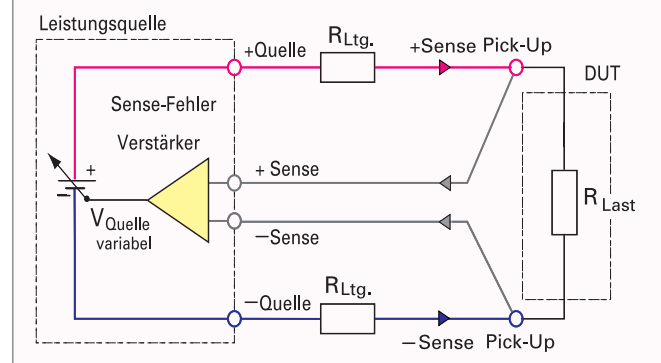 Leistungsquelle
+Quelle
RLtg.
+Sense Pick-Up
DUT
Sense-Fehler
Verstärker
+
–
VQuelle
variabel
+ Sense
–Sense
RLast
–Quelle
RLtg.
–Sense Pick-Up